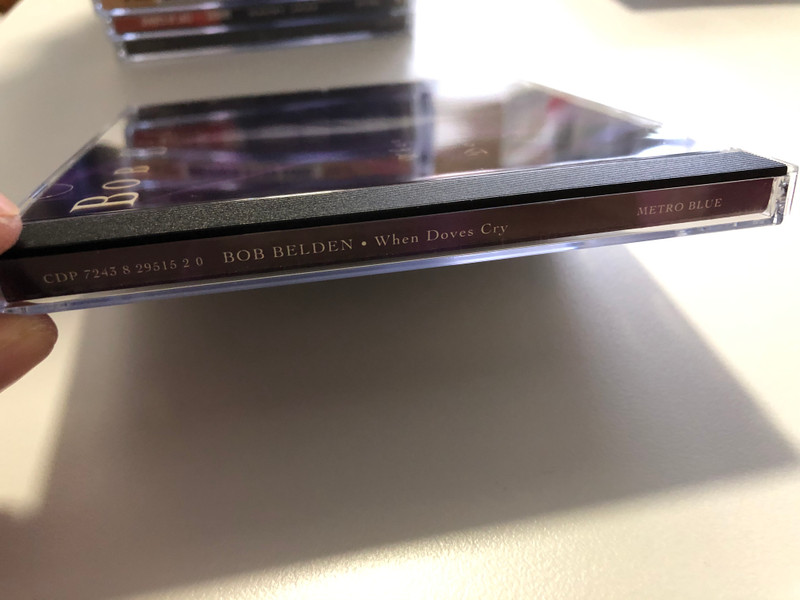 BOB
CDP 7243 8 29515 2 0 BOB BELDEN • When Doves Cry METRO BLUE